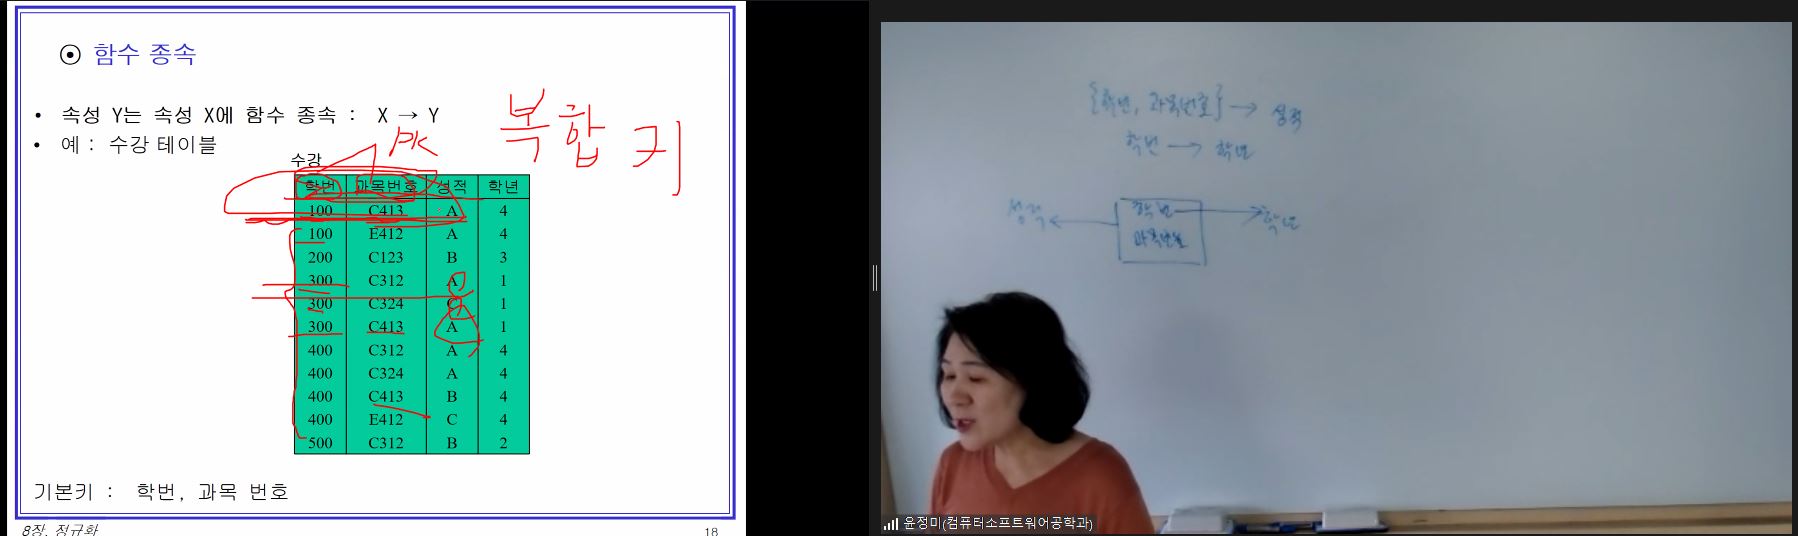 함수 종속
• 속성 Y는 속성 X에 함수 종속 : X → Y
• 예 : 수강 테이블
PK
복합키
수강
학번 과목번호 성적 학년
100 C413 A 4
100 E412 A 4
200 C123 B 3
300 C312 A 1
300 C324 C 1
300 C413 A 1
400 C312 A 4
400 C324 A 4
400 C413 B 4
400 E412 C 4
500 C312 B 2
기본키 : 학번, 과목 번호
8장. 정규화
18
{학번, 과목번호} → 성적
학번 → 학년
성적 ← 학번 → 학년
과목번호
윤정미(컴퓨터소프트웨어공학과)